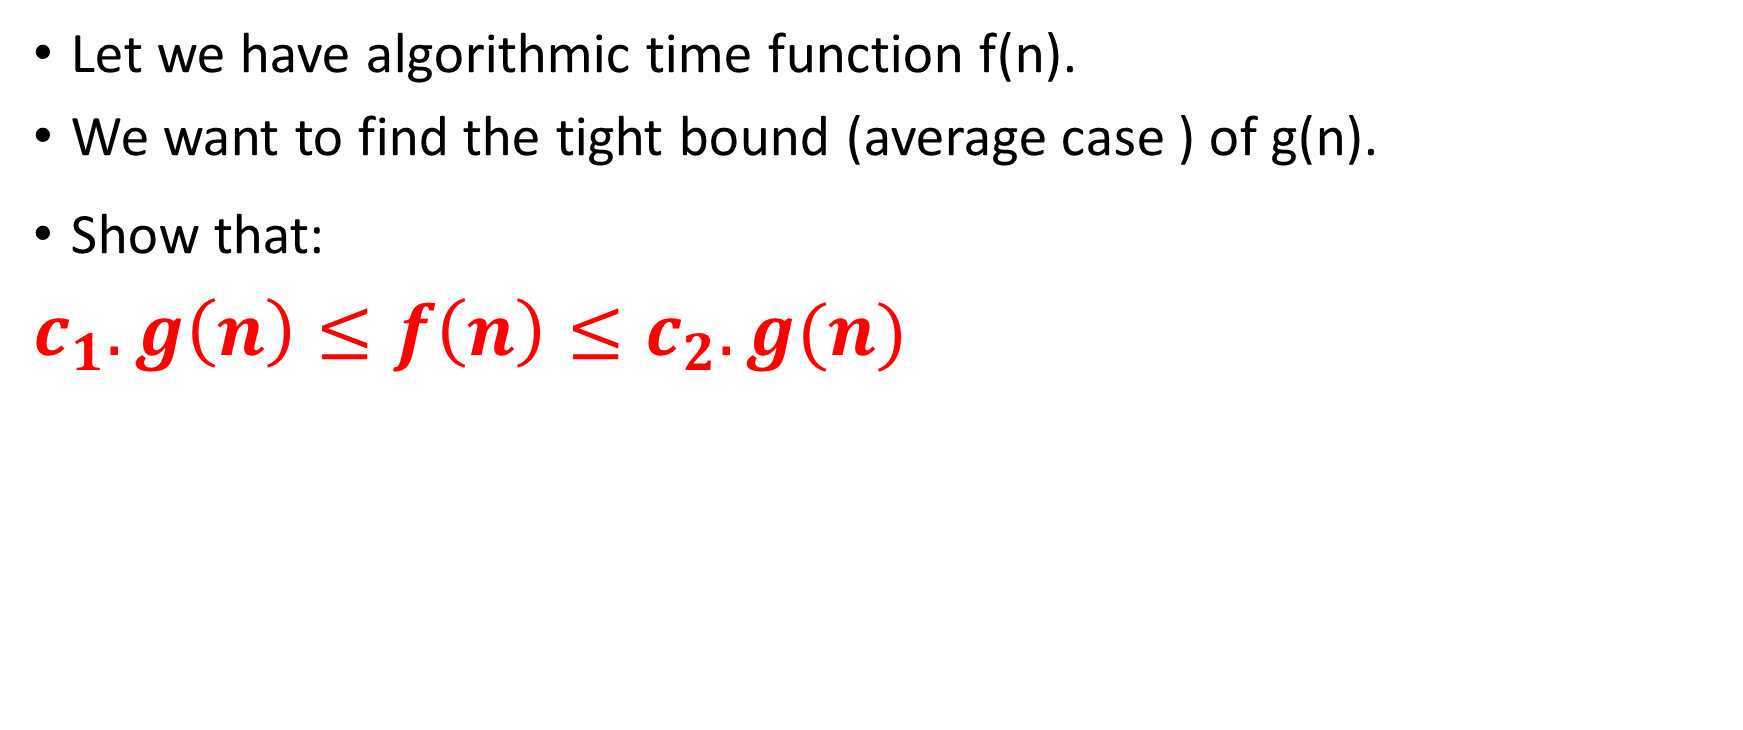 • Let we have algorithmic time function f(n).
• We want to find the tight bound (average case ) of g(n).
• Show that:
c₁. g(n) ≤ f(n) ≤ c₂. g(n)